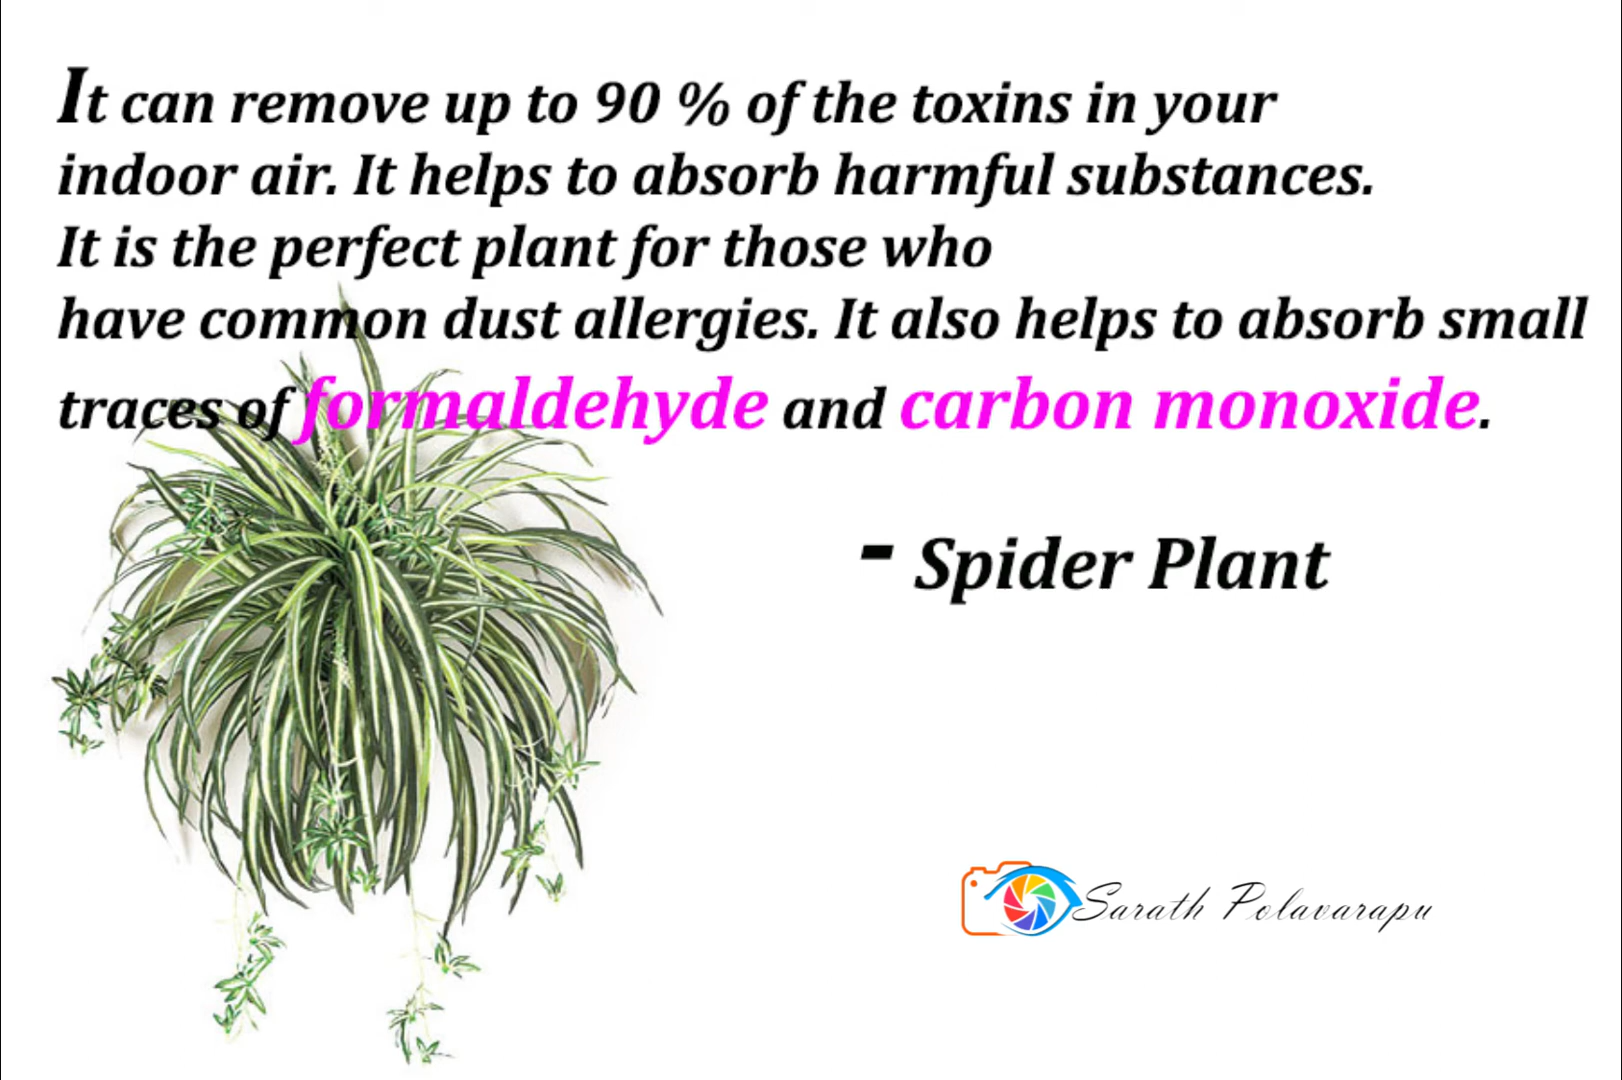 It can remove up to 90 % of the toxins in your
indoor air. It helps to absorb harmful substances.
It is the perfect plant for those who
have common dust allergies. It also helps to absorb small
traces of formaldehyde and carbon monoxide.
- Spider Plant
Sarath Polavarapu